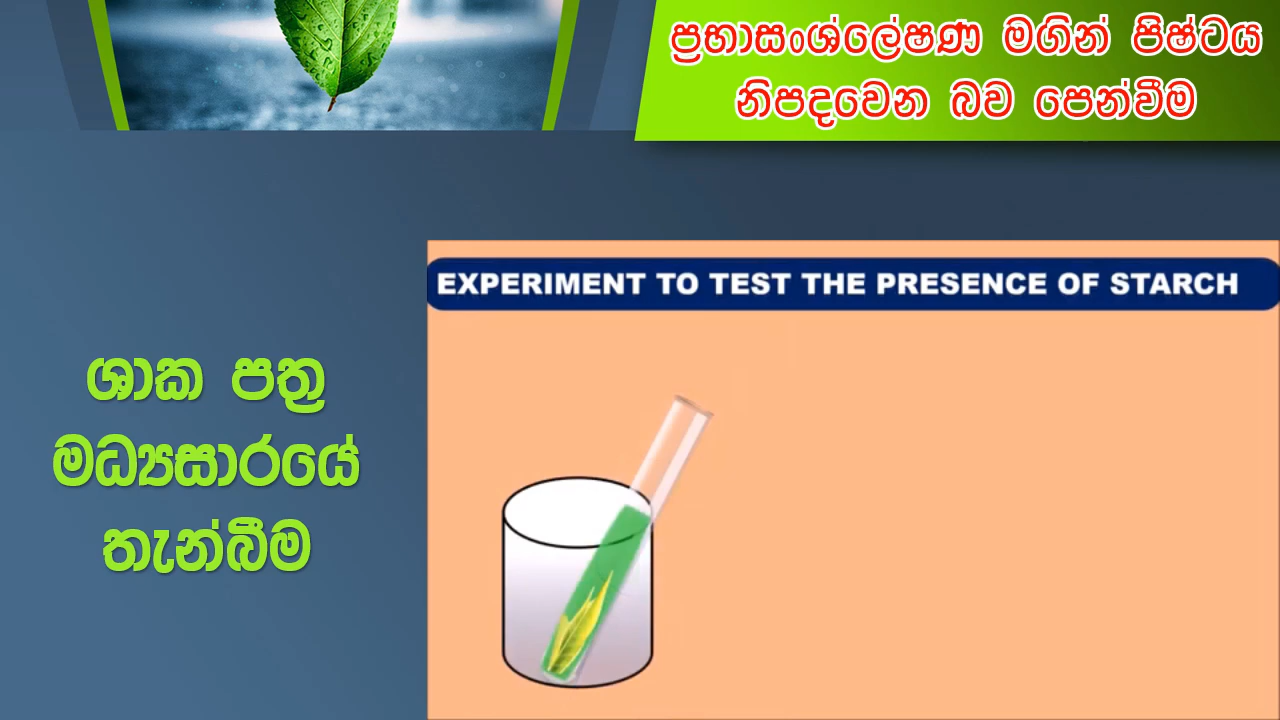 ප්‍රභාසංශ්ලේෂණ මගින් පිෂ්ටය
නිපදවෙන බව පෙන්වීම
EXPERIMENT TO TEST THE PRESENCE OF STARCH
ශාක පත්‍ර
මධ්‍යසාරයේ
තැන්බීම